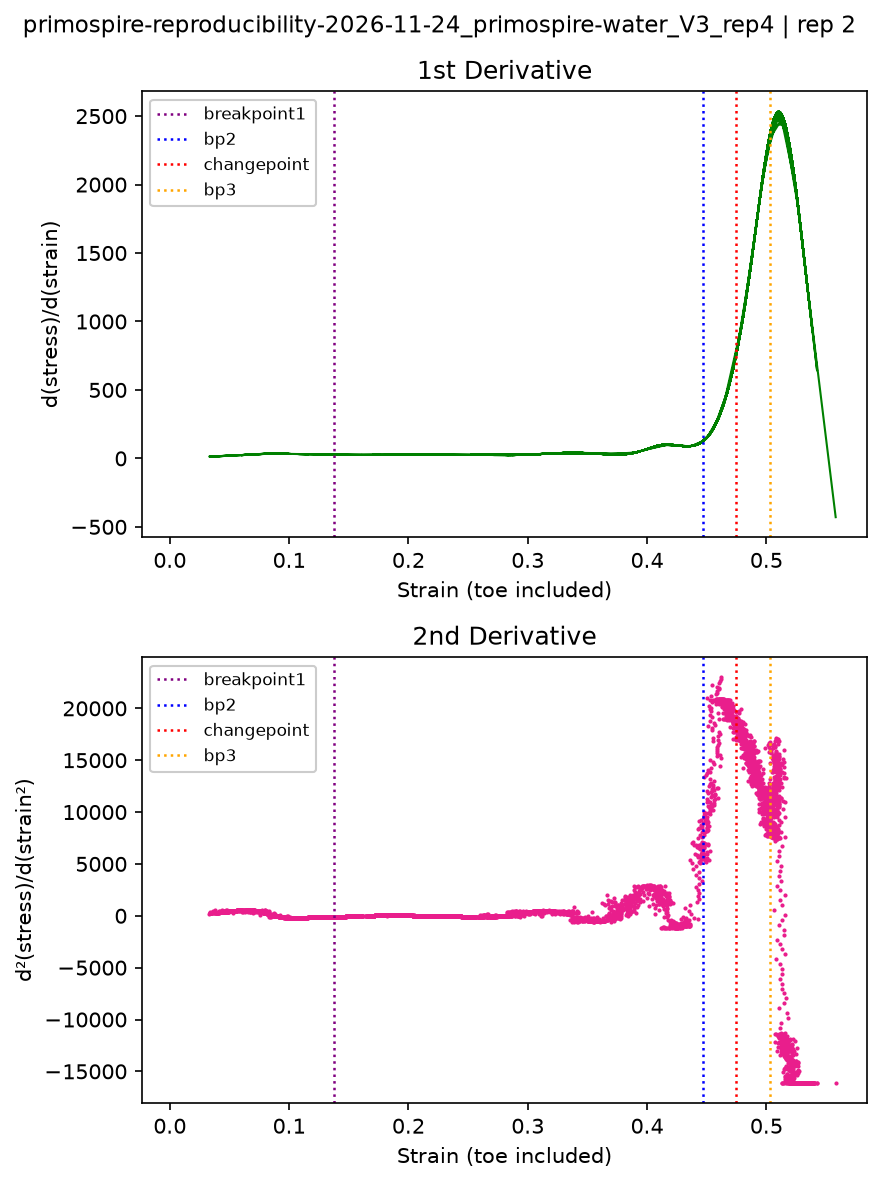 primospire-reproducibility-2026-11-24_primospire-water_V3_rep4 | rep 2
1st Derivative
breakpoint1
bp2
changepoint
bp3
d(stress)/d(strain)
2500
2000
1500
1000
500
0
−500
0.0 0.1 0.2 0.3 0.4 0.5
Strain (toe included)
2nd Derivative
breakpoint1
bp2
changepoint
bp3
d²(stress)/d(strain²)
20000
15000
10000
5000
0
−5000
−10000
−15000
0.0 0.1 0.2 0.3 0.4 0.5
Strain (toe included)